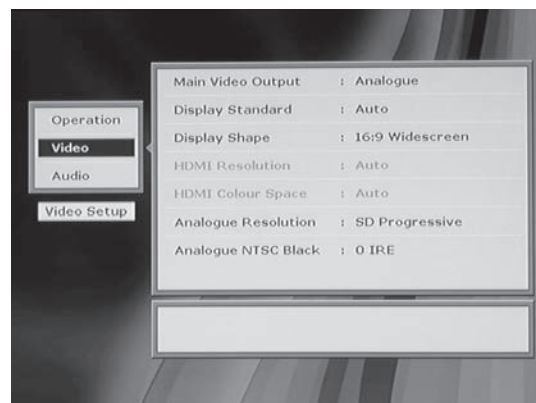 Operation
Video
Audio
Video Setup
Main Video Output : Analogue
Display Standard : Auto
Display Shape : 16:9 Widescreen
HDMI Resolution : Auto
HDMI Colour Space : Auto
Analogue Resolution : SD Progressive
Analogue NTSC Black : 0 IRE